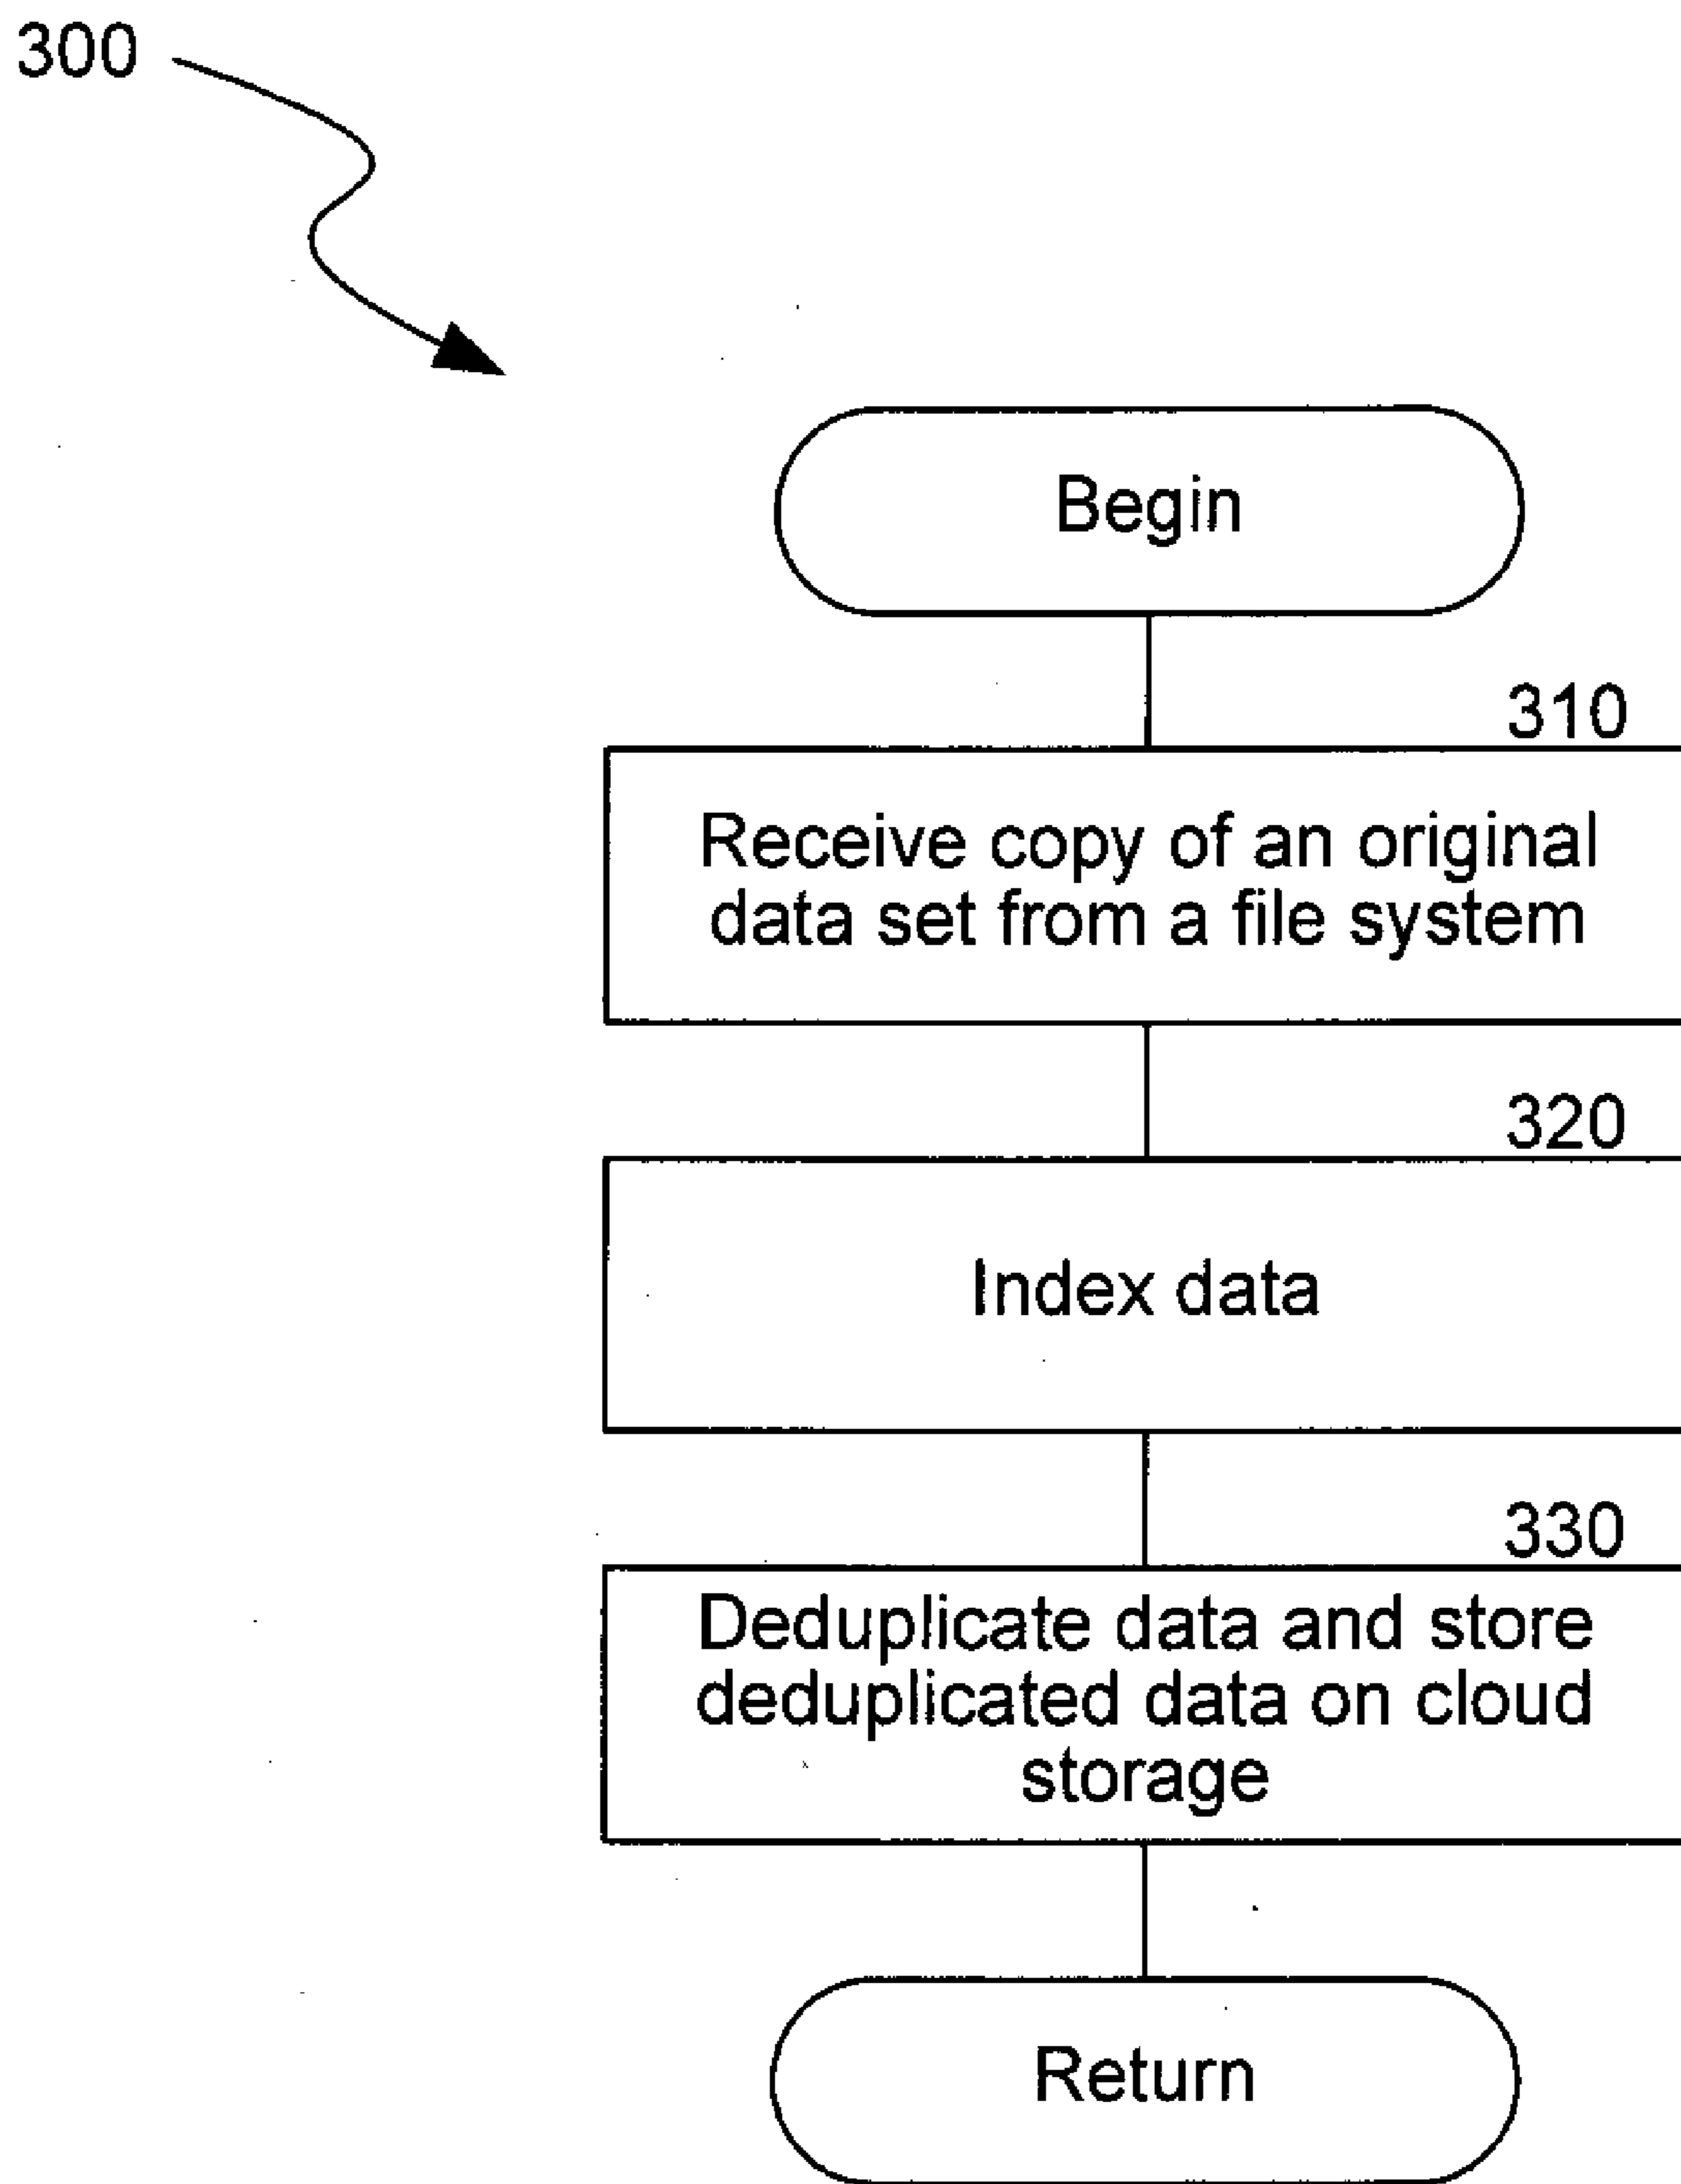 300
Begin
310
Receive copy of an original
data set from a file system
320
Index data
330
Deduplicate data and store
deduplicated data on cloud
storage
Return